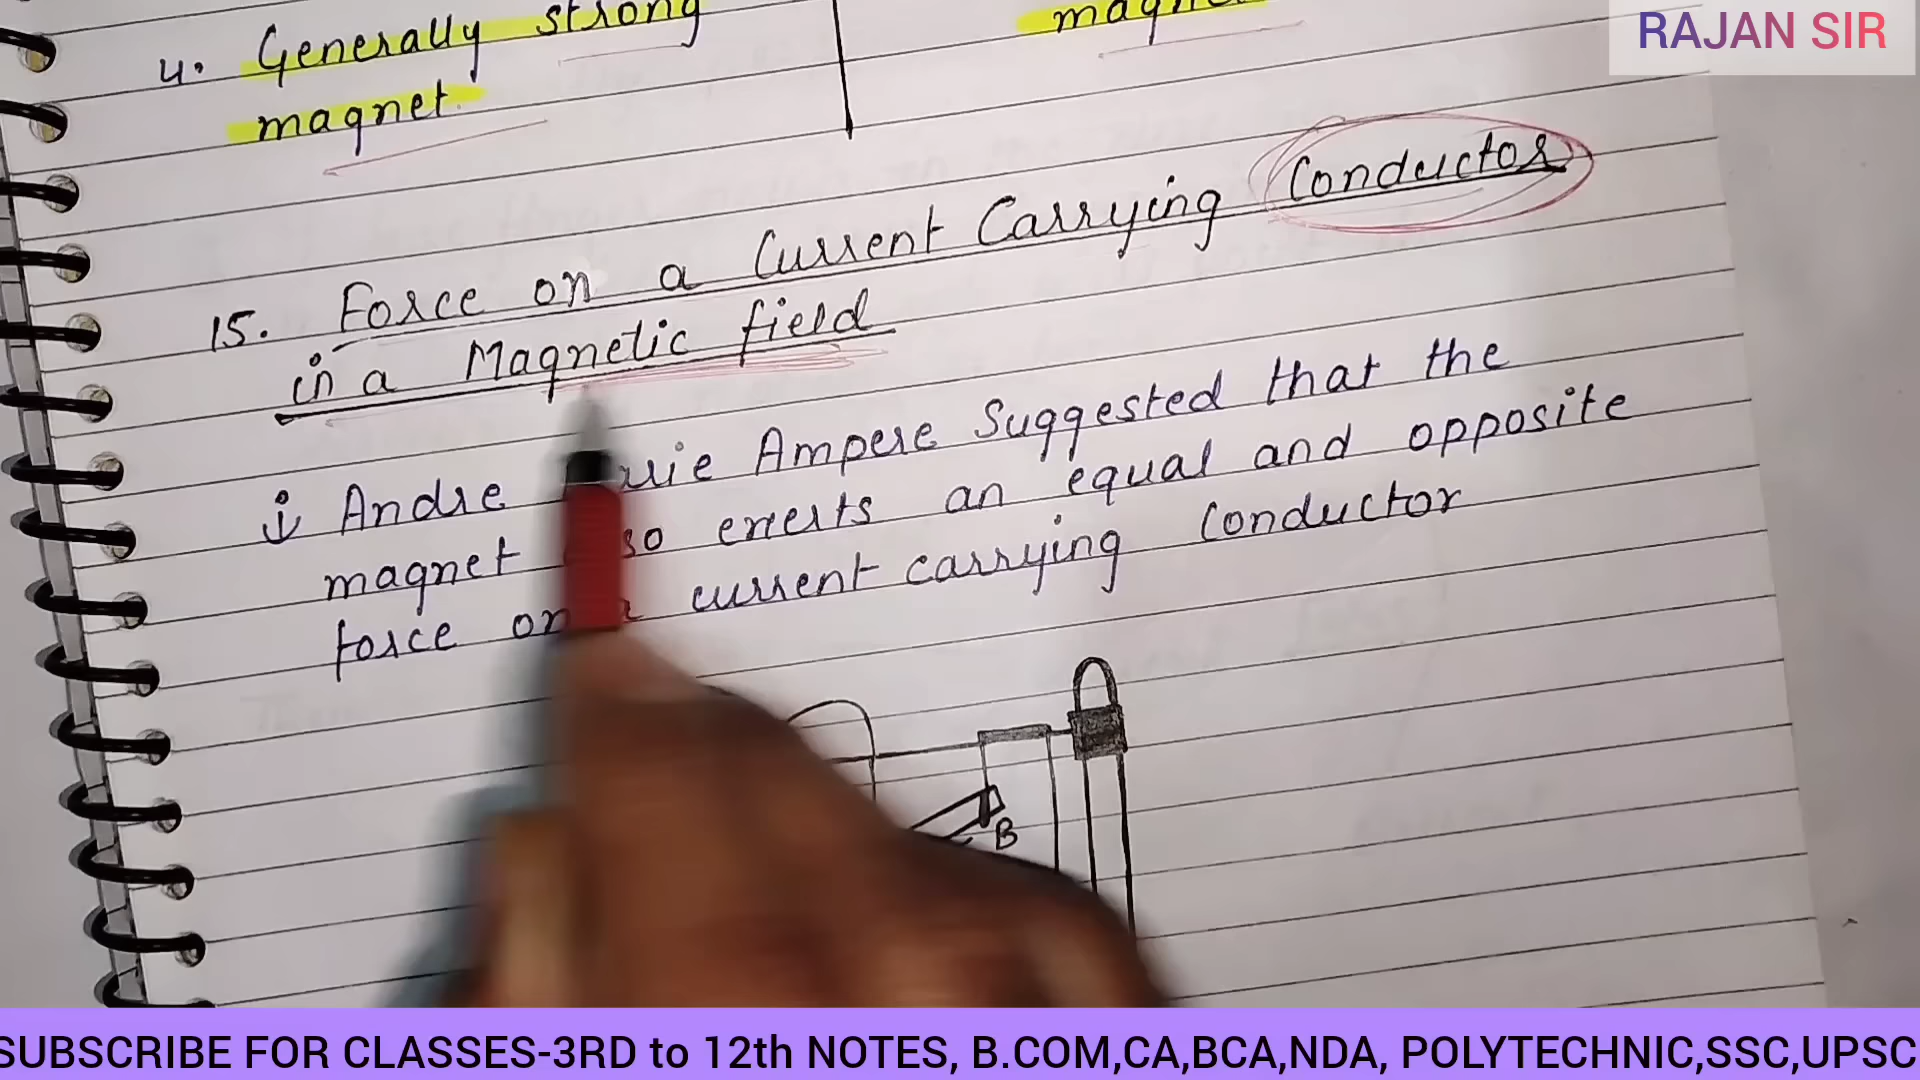 4. Generally strong
magnet
RAJAN SIR
15. Force on a Current Carrying Conductor
in a Magnetic field
i Andre Ampere Suggested that the
magnet exerts an equal and opposite
force on current carrying conductor
B
SUBSCRIBE FOR CLASSES-3RD to 12th NOTES, B.COM,CA,BCA,NDA, POLYTECHNIC,SSC,UPSC